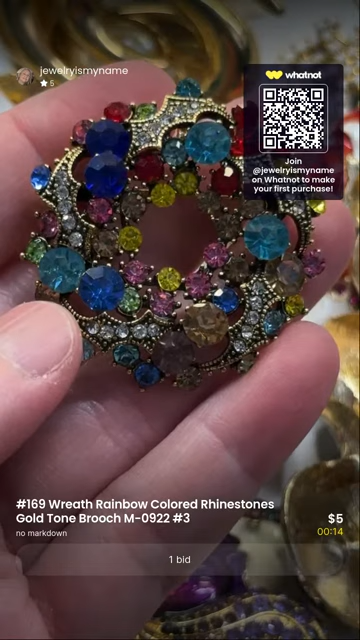 jewelryismyname
★5
whatnot
Join
@jewelryismyname
on Whatnot to make
your first purchase!
#169 Wreath Rainbow Colored Rhinestones
Gold Tone Brooch M-0922 #3
$5
no markdown
00:14
1 bid